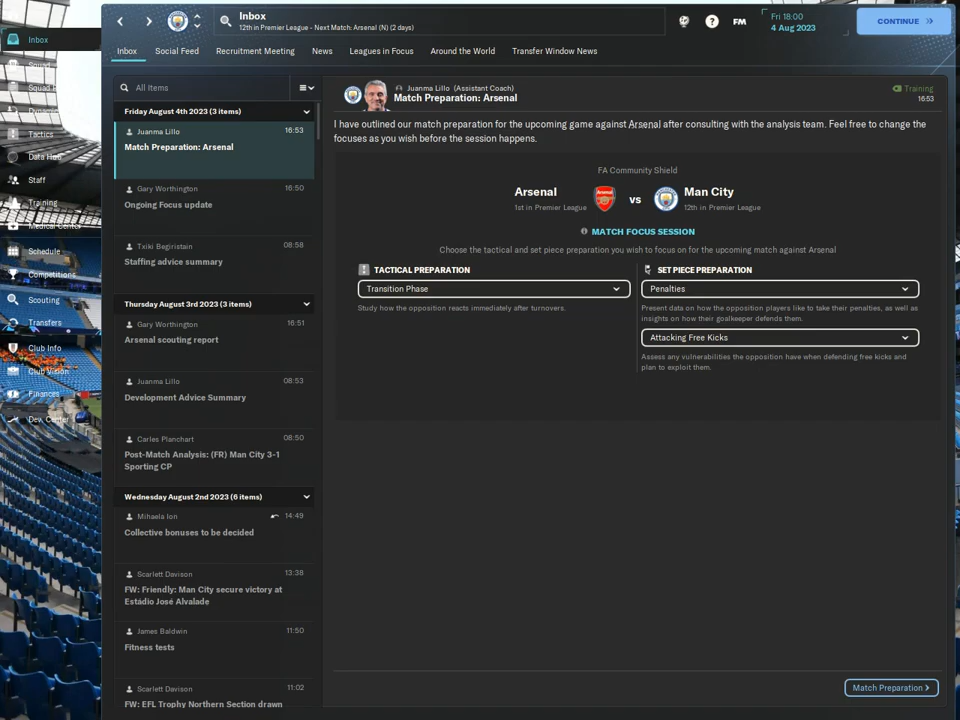 Inbox
12th in Premier League - Next Match: Arsenal (N) (2 days)
FM
Fri 18:00
4 Aug 2023
CONTINUE
Inbox
Social Feed
Recruitment Meeting
News
Leagues in Focus
Around the World
Transfer Window News
Inbox
Tactics
Data Hub
Staff
Training
Medical Center
Schedule
Competitions
Scouting
Transfers
Club Info
Club Vision
Finances
Dev. Center
All Items
Friday August 4th 2023 (3 items)
Juanma Lillo 16:53
Match Preparation: Arsenal
Gary Worthington 16:50
Ongoing Focus update
Txiki Begiristain 08:58
Staffing advice summary
Thursday August 3rd 2023 (3 items)
Gary Worthington 16:51
Arsenal scouting report
Juanma Lillo 08:53
Development Advice Summary
Carles Planchart 08:50
Post-Match Analysis: (FR) Man City 3-1
Sporting CP
Wednesday August 2nd 2023 (6 items)
Mihaela Ion 14:49
Collective bonuses to be decided
Scarlett Davison 13:38
FW: Friendly: Man City secure victory at
Estádio José Alvalade
James Baldwin 11:50
Fitness tests
Scarlett Davison 11:02
FW: EFL Trophy Northern Section drawn
Juanma Lillo (Assistant Coach)
Match Preparation: Arsenal
Training
16:53
I have outlined our match preparation for the upcoming game against Arsenal after consulting with the analysis team. Feel free to change the
focuses as you wish before the session happens.
FA Community Shield
Arsenal
1st in Premier League
vs
Man City
12th in Premier League
MATCH FOCUS SESSION
Choose the tactical and set piece preparation you wish to focus on for the upcoming match against Arsenal
TACTICAL PREPARATION
Transition Phase
Study how the opposition reacts immediately after turnovers.
SET PIECE PREPARATION
Penalties
Present data on how the opposition players like to take their penalties, as well as
insights on how their goalkeeper defends them.
Attacking Free Kicks
Assess any vulnerabilities the opposition have when defending free kicks and
plan to exploit them.
Match Preparation